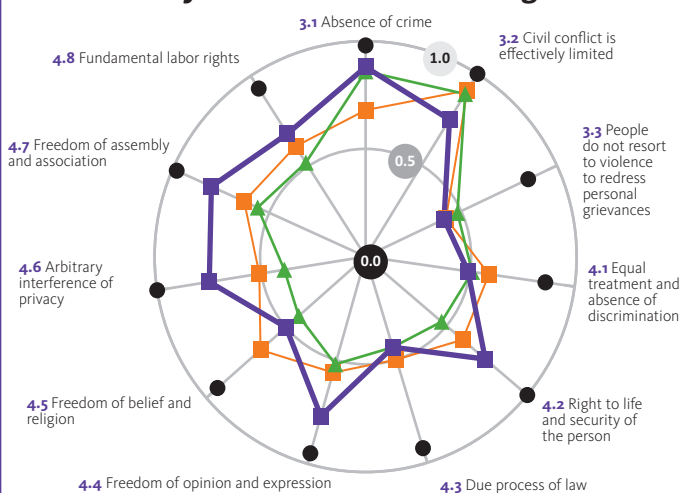 3.1 Absence of crime
1.0
3.2 Civil conflict is
effectively limited
4.8 Fundamental labor rights
3.3 People
do not resort
to violence
to redress
personal
grievances
0.5
4.7 Freedom of assembly
and association
0.0
4.6 Arbitrary
interference of
privacy
4.1 Equal
treatment and
absence of
discrimination
4.5 Freedom of belief and
religion
4.2 Right to life
and security of
the person
4.4 Freedom of opinion and expression
4.3 Due process of law